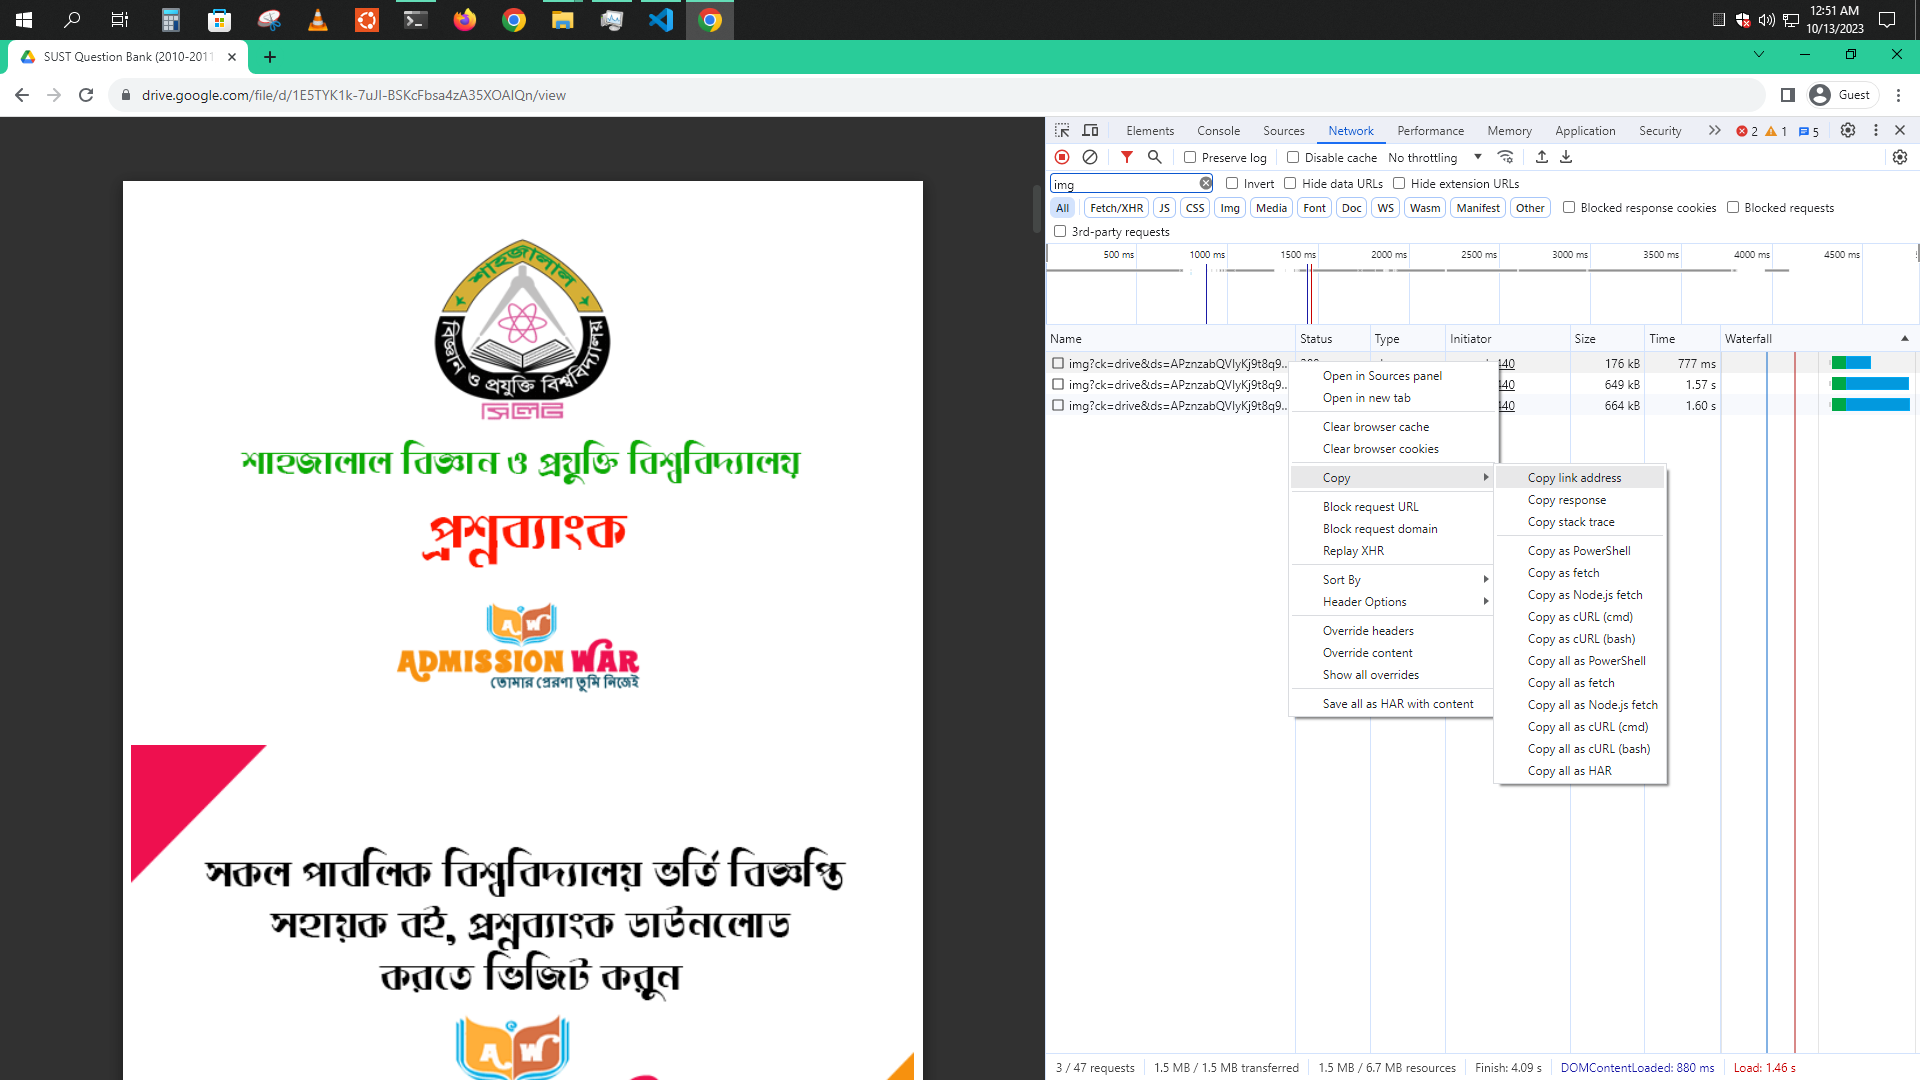 12:51 AM
10/13/2023
SUST Question Bank (2010-2011
drive.google.com/file/d/1E5TYK1k-7uJI-BSKcFbsa4zA35XOAIQn/view
Guest
শাহজালাল
বিজ্ঞান ও প্রযুক্তি বিশ্ববিদ্যালয়
সিলেট
শাহজালাল বিজ্ঞান ও প্রযুক্তি বিশ্ববিদ্যালয়
প্রশ্নব্যাংক
A W
ADMISSION WAR
তোমার প্রেরণা তুমি নিজেই
সকল পাবলিক বিশ্ববিদ্যালয় ভর্তি বিজ্ঞপ্তি
সহায়ক বই, প্রশ্নব্যাংক ডাউনলোড
করতে ভিজিট করুন
A W
Elements Console Sources Network Performance Memory Application Security 2 1 5
Preserve log Disable cache No throttling
img Invert Hide data URLs Hide extension URLs
All Fetch/XHR JS CSS Img Media Font Doc WS Wasm Manifest Other Blocked response cookies Blocked requests
3rd-party requests
500 ms 1000 ms 1500 ms 2000 ms 2500 ms 3000 ms 3500 ms 4000 ms 4500 ms
Name Status Type Initiator Size Time Waterfall
img?ck=drive&ds=APznzabQVIyKj9t8q9... 440 176 kB 777 ms
img?ck=drive&ds=APznzabQVIyKj9t8q9... 440 649 kB 1.57 s
img?ck=drive&ds=APznzabQVIyKj9t8q9... 440 664 kB 1.60 s
Open in Sources panel
Open in new tab
Clear browser cache
Clear browser cookies
Copy
Block request URL
Block request domain
Replay XHR
Sort By
Header Options
Override headers
Override content
Show all overrides
Save all as HAR with content
Copy link address
Copy response
Copy stack trace
Copy as PowerShell
Copy as fetch
Copy as Node.js fetch
Copy as cURL (cmd)
Copy as cURL (bash)
Copy all as PowerShell
Copy all as fetch
Copy all as Node.js fetch
Copy all as cURL (cmd)
Copy all as cURL (bash)
Copy all as HAR
3 / 47 requests 1.5 MB / 1.5 MB transferred 1.5 MB / 6.7 MB resources Finish: 4.09 s DOMContentLoaded: 880 ms Load: 1.46 s